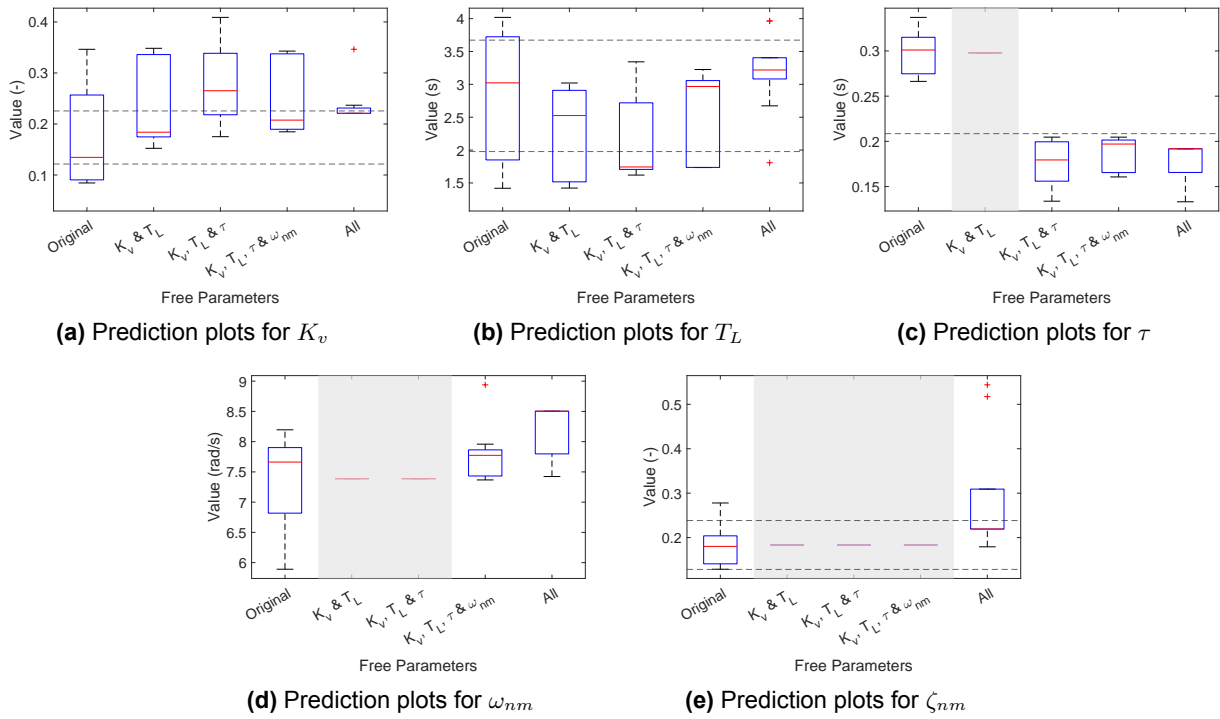 0.4
0.3
0.2
0.1
Value (-)
Original
K_v & T_L
K_v, T_L & τ
K_v, T_L, τ & ω_nm
All
Free Parameters
(a) Prediction plots for K_v
4
3.5
3
2.5
2
1.5
Value (s)
Original
K_v & T_L
K_v, T_L & τ
K_v, T_L, τ & ω_nm
All
Free Parameters
(b) Prediction plots for T_L
0.3
0.25
0.2
0.15
Value (s)
Original
K_v & T_L
K_v, T_L & τ
K_v, T_L, τ & ω_nm
All
Free Parameters
(c) Prediction plots for τ
9
8.5
8
7.5
7
6.5
6
Value (rad/s)
Original
K_v & T_L
K_v, T_L & τ
K_v, T_L, τ & ω_nm
All
Free Parameters
(d) Prediction plots for ω_nm
0.5
0.4
0.3
0.2
Value (-)
Original
K_v & T_L
K_v, T_L & τ
K_v, T_L, τ & ω_nm
All
Free Parameters
(e) Prediction plots for ζ_nm